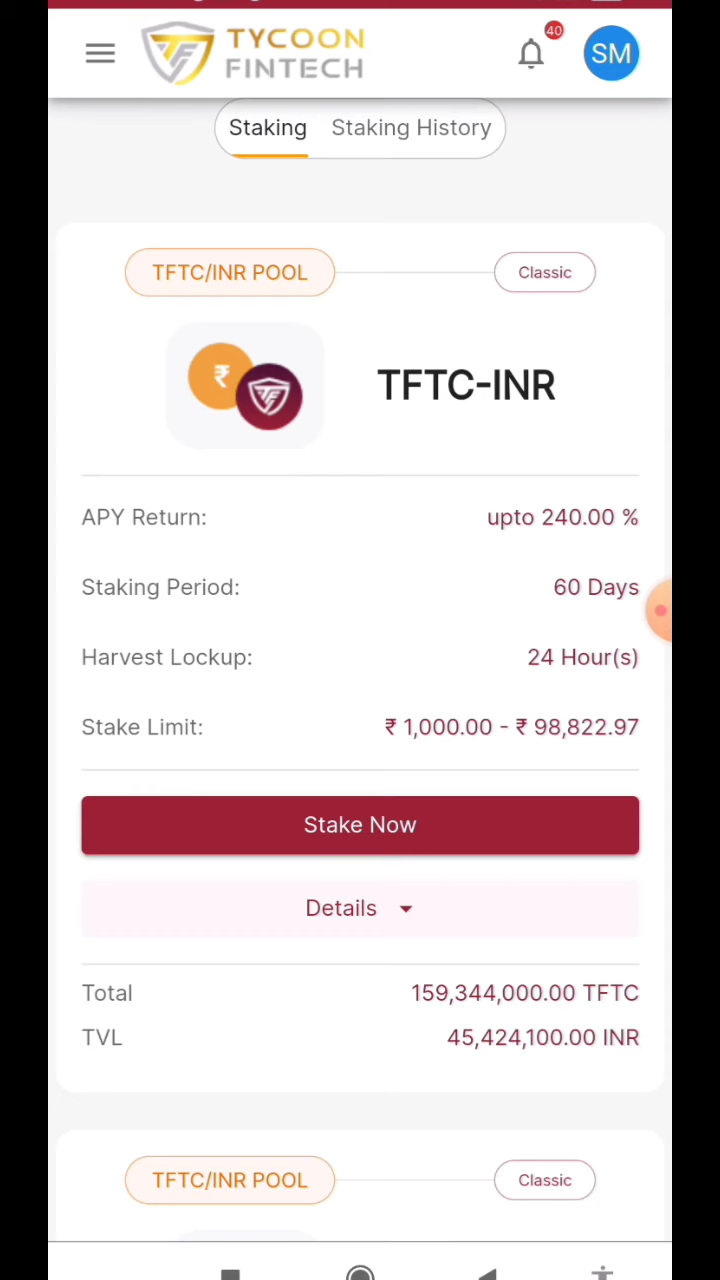 TYCOON
FINTECH
40
SM
Staking
Staking History
TFTC/INR POOL
Classic
₹
TFTC-INR
APY Return:
upto 240.00 %
Staking Period:
60 Days
Harvest Lockup:
24 Hour(s)
Stake Limit:
₹ 1,000.00 - ₹ 98,822.97
Stake Now
Details
Total
159,344,000.00 TFTC
TVL
45,424,100.00 INR
TFTC/INR POOL
Classic